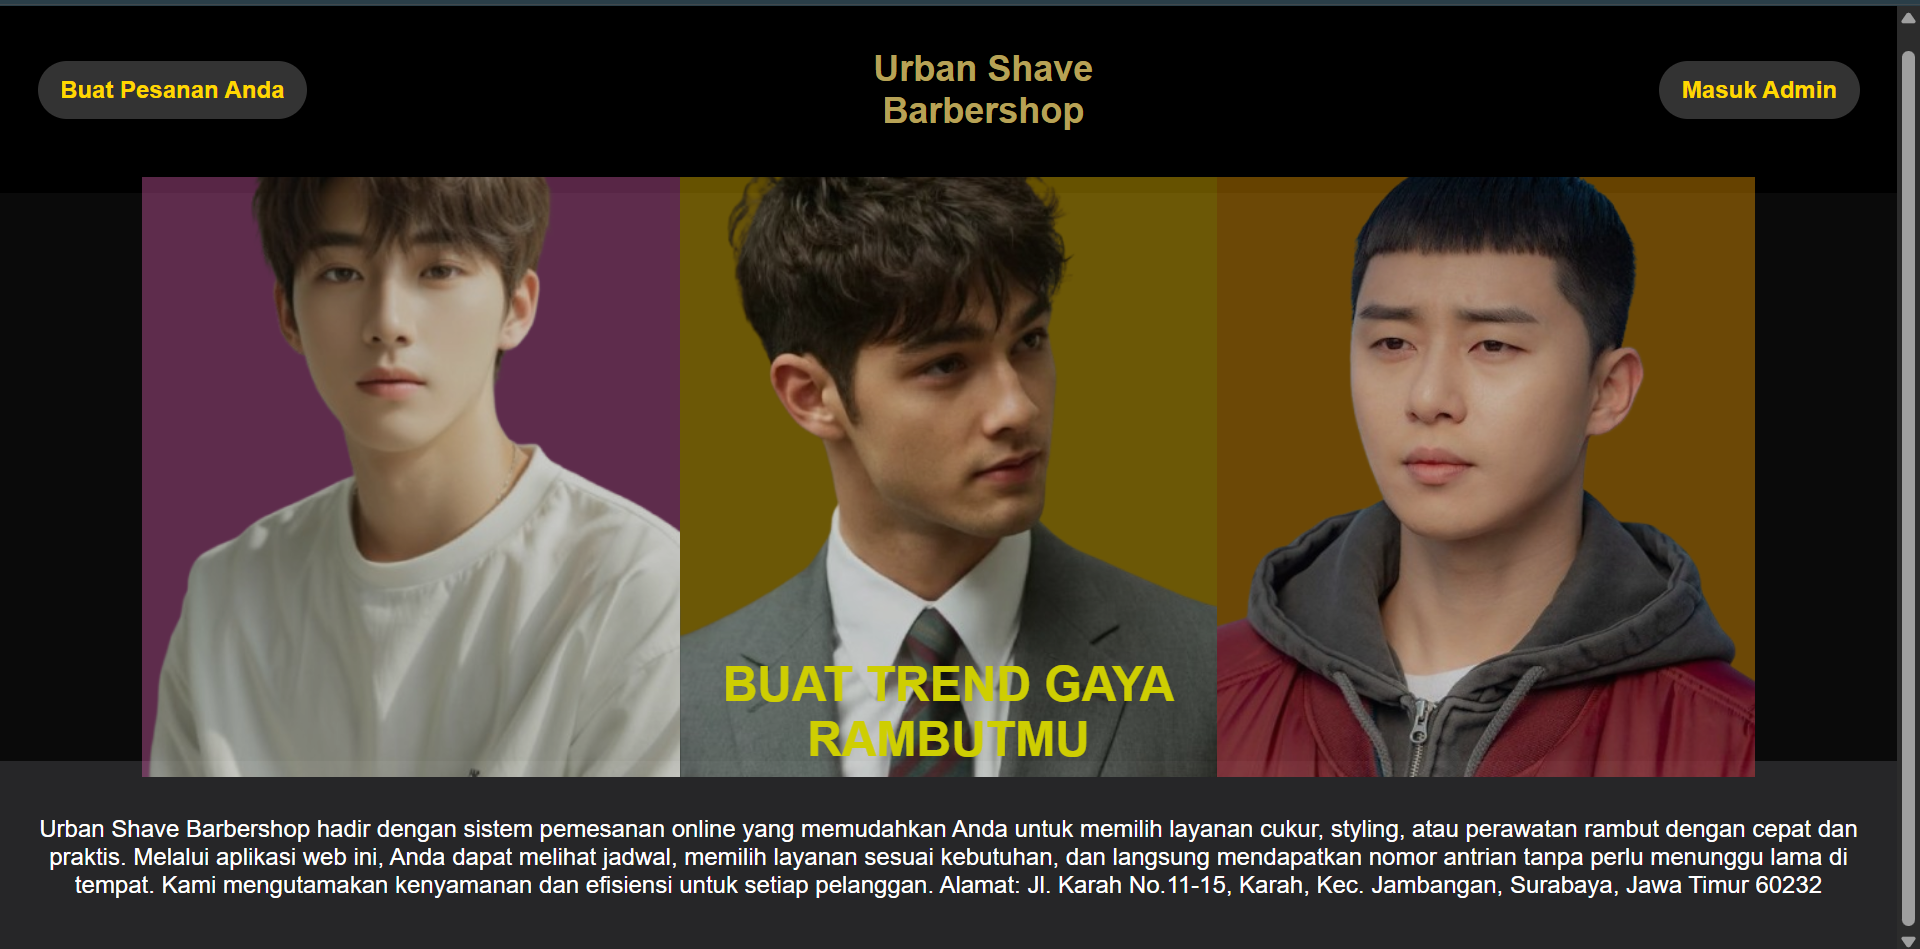 Buat Pesanan Anda
Urban Shave
Barbershop
Masuk Admin
BUAT TREND GAYA
RAMBUTMU
Urban Shave Barbershop hadir dengan sistem pemesanan online yang memudahkan Anda untuk memilih layanan cukur, styling, atau perawatan rambut dengan cepat dan
praktis. Melalui aplikasi web ini, Anda dapat melihat jadwal, memilih layanan sesuai kebutuhan, dan langsung mendapatkan nomor antrian tanpa perlu menunggu lama di
tempat. Kami mengutamakan kenyamanan dan efisiensi untuk setiap pelanggan. Alamat: Jl. Karah No.11-15, Karah, Kec. Jambangan, Surabaya, Jawa Timur 60232